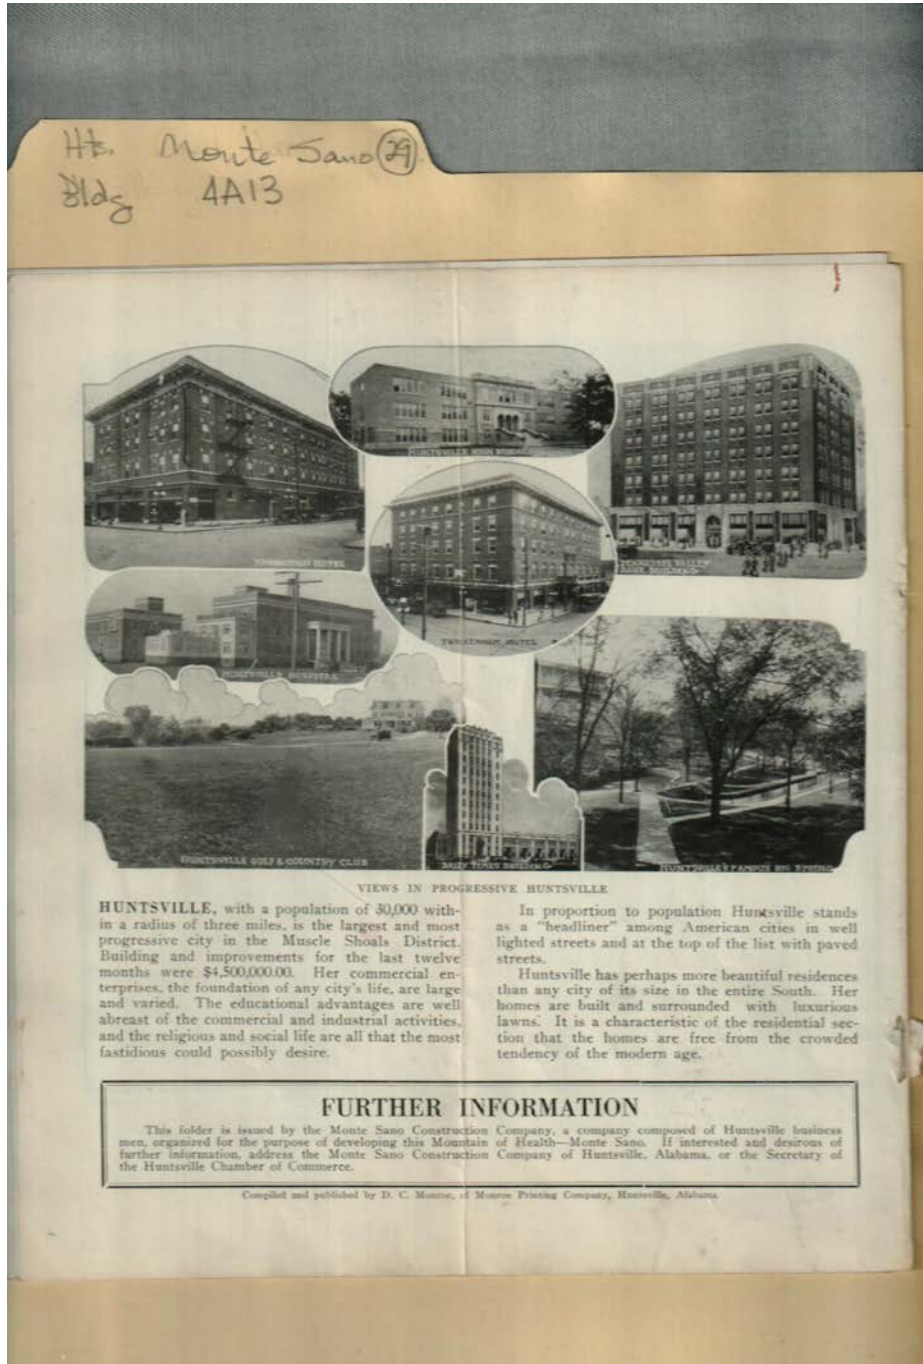 Hts. Monte Sano 29
Bldg 4A13
HUNTSVILLE HIGH SCHOOL
YARBROUGH HOTEL
TENNESSEE VALLEY
BANK BUILDING
TWICKENHAM HOTEL
HUNTSVILLE HOSPITAL
HUNTSVILLE GOLF & COUNTRY CLUB
DAILY TIMES BUILDING
HUNTSVILLE'S FAMOUS BIG SPRING
VIEWS IN PROGRESSIVE HUNTSVILLE
HUNTSVILLE, with a population of 30,000 with-
in a radius of three miles, is the largest and most
progressive city in the Muscle Shoals District.
Building and improvements for the last twelve
months were $4,500,000.00. Her commercial en-
terprises, the foundation of any city's life, are large
and varied. The educational advantages are well
abreast of the commercial and industrial activities,
and the religious and social life are all that the most
fastidious could possibly desire.
In proportion to population Huntsville stands
as a "headliner" among American cities in well
lighted streets and at the top of the list with paved
streets.
Huntsville has perhaps more beautiful residences
than any city of its size in the entire South. Her
homes are built and surrounded with luxurious
lawns. It is a characteristic of the residential sec-
tion that the homes are free from the crowded
tendency of the modern age.
FURTHER INFORMATION
This folder is issued by the Monte Sano Construction Company, a company composed of Huntsville business
men, organized for the purpose of developing this Mountain of Health—Monte Sano. If interested and desirous of
further information, address the Monte Sano Construction Company of Huntsville, Alabama, or the Secretary of
the Huntsville Chamber of Commerce.
Compiled and published by D. C. Monroe, of Monroe Printing Company, Huntsville, Alabama